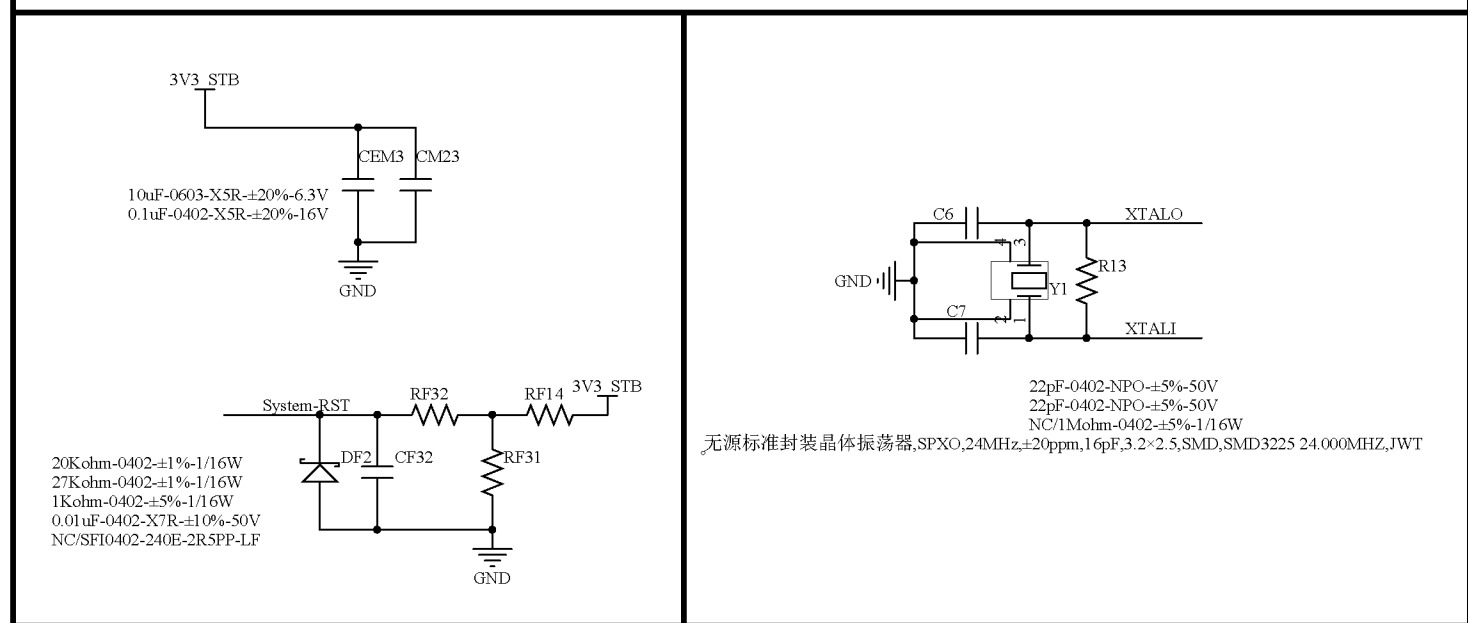 3V3_STB
CEM3 CM23
10uF-0603-X5R-±20%-6.3V
0.1uF-0402-X5R-±20%-16V
GND
System-RST RF32 RF14 3V3_STB
DF2 CF32 RF31
20Kohm-0402-±1%-1/16W
27Kohm-0402-±1%-1/16W
1Kohm-0402-±5%-1/16W
0.01uF-0402-X7R-±10%-50V
NC/SFI0402-240E-2R5PP-LF
GND
C6 XTALO
4 3
R13
GND Y1
C7
2 1
XTALI
22pF-0402-NPO-±5%-50V
22pF-0402-NPO-±5%-50V
NC/1Mohm-0402-±5%-1/16W
无源标准封装晶体振荡器,SPXO,24MHz,±20ppm,16pF,3.2×2.5,SMD,SMD3225 24.000MHZ,JWT